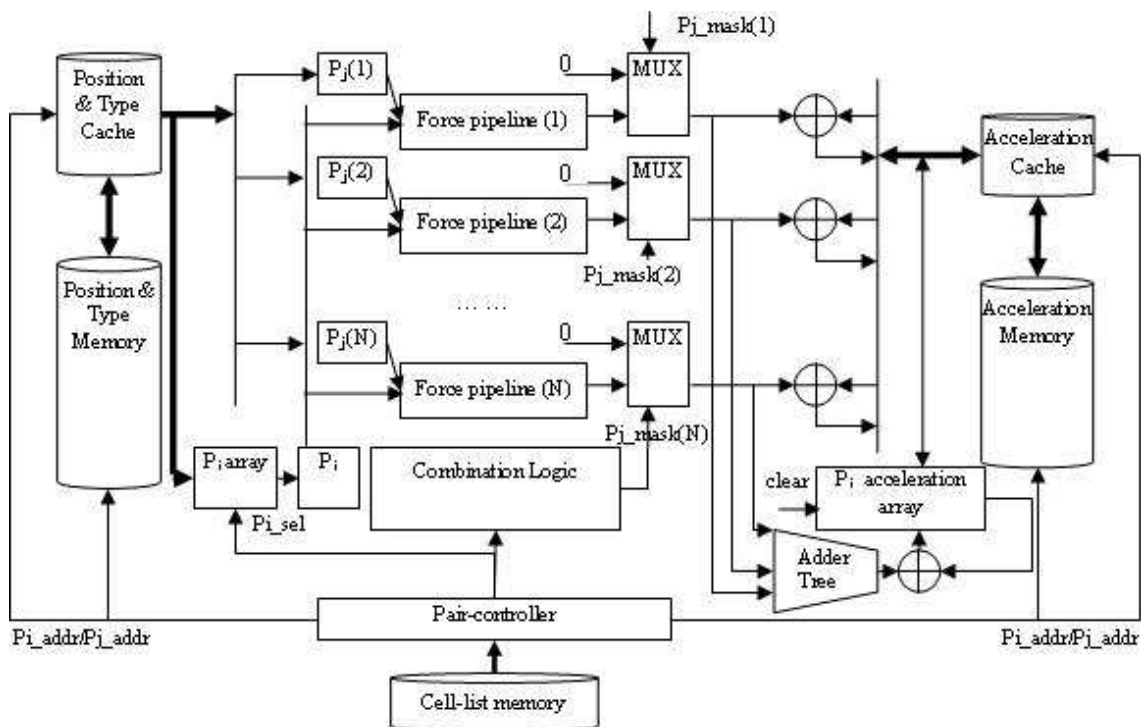 Pj_mask(1)
Position
& Type
Cache
Pj(1)
0
MUX
Force pipeline (1)
Acceleration
Cache
Pj(2)
0
MUX
Force pipeline (2)
Pj_mask(2)
Position &
Type
Memory
... ...
Acceleration
Memory
Pj(N)
0
MUX
Force pipeline (N)
Pj_mask(N)
Pi array
Pi
Combination Logic
clear
Pi acceleration
array
Pi_sel
Adder
Tree
Pair-controller
Pi_addr/Pj_addr
Pi_addr/Pj_addr
Cell-list memory